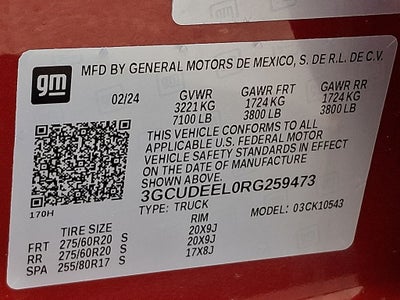 gm
MFD BY GENERAL MOTORS DE MEXICO, S. DE R.L. DE C.V.
02/24 GVWR GAWR FRT GAWR RR
3221 KG 1724 KG 1724 KG
7100 LB 3800 LB 3800 LB
THIS VEHICLE CONFORMS TO ALL
APPLICABLE U.S. FEDERAL MOTOR
VEHICLE SAFETY STANDARDS IN EFFECT
ON THE DATE OF MANUFACTURE
SHOWN ABOVE.
3GCUDEEL0RG259473
170H
TYPE: TRUCK MODEL: 03CK10543
TIRE SIZE RIM
FRT 275/60R20 S 20X9J
RR 275/60R20 S 20X9J
SPA 255/80R17 S 17X8J